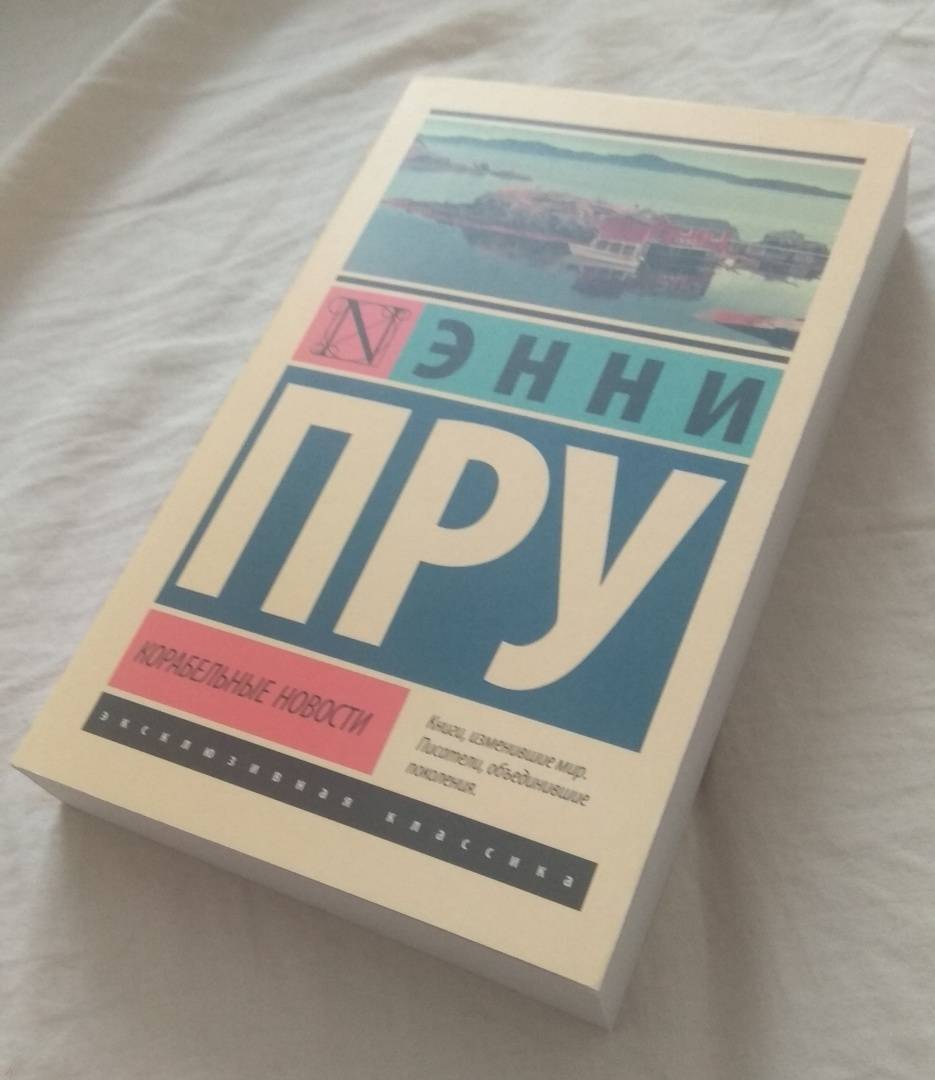 N
ЭННИ
ПРУ
КОРАБЕЛЬНЫЕ НОВОСТИ
Книги, изменившие мир.
Писатели, объединившие
поколения.
эксклюзивная классика